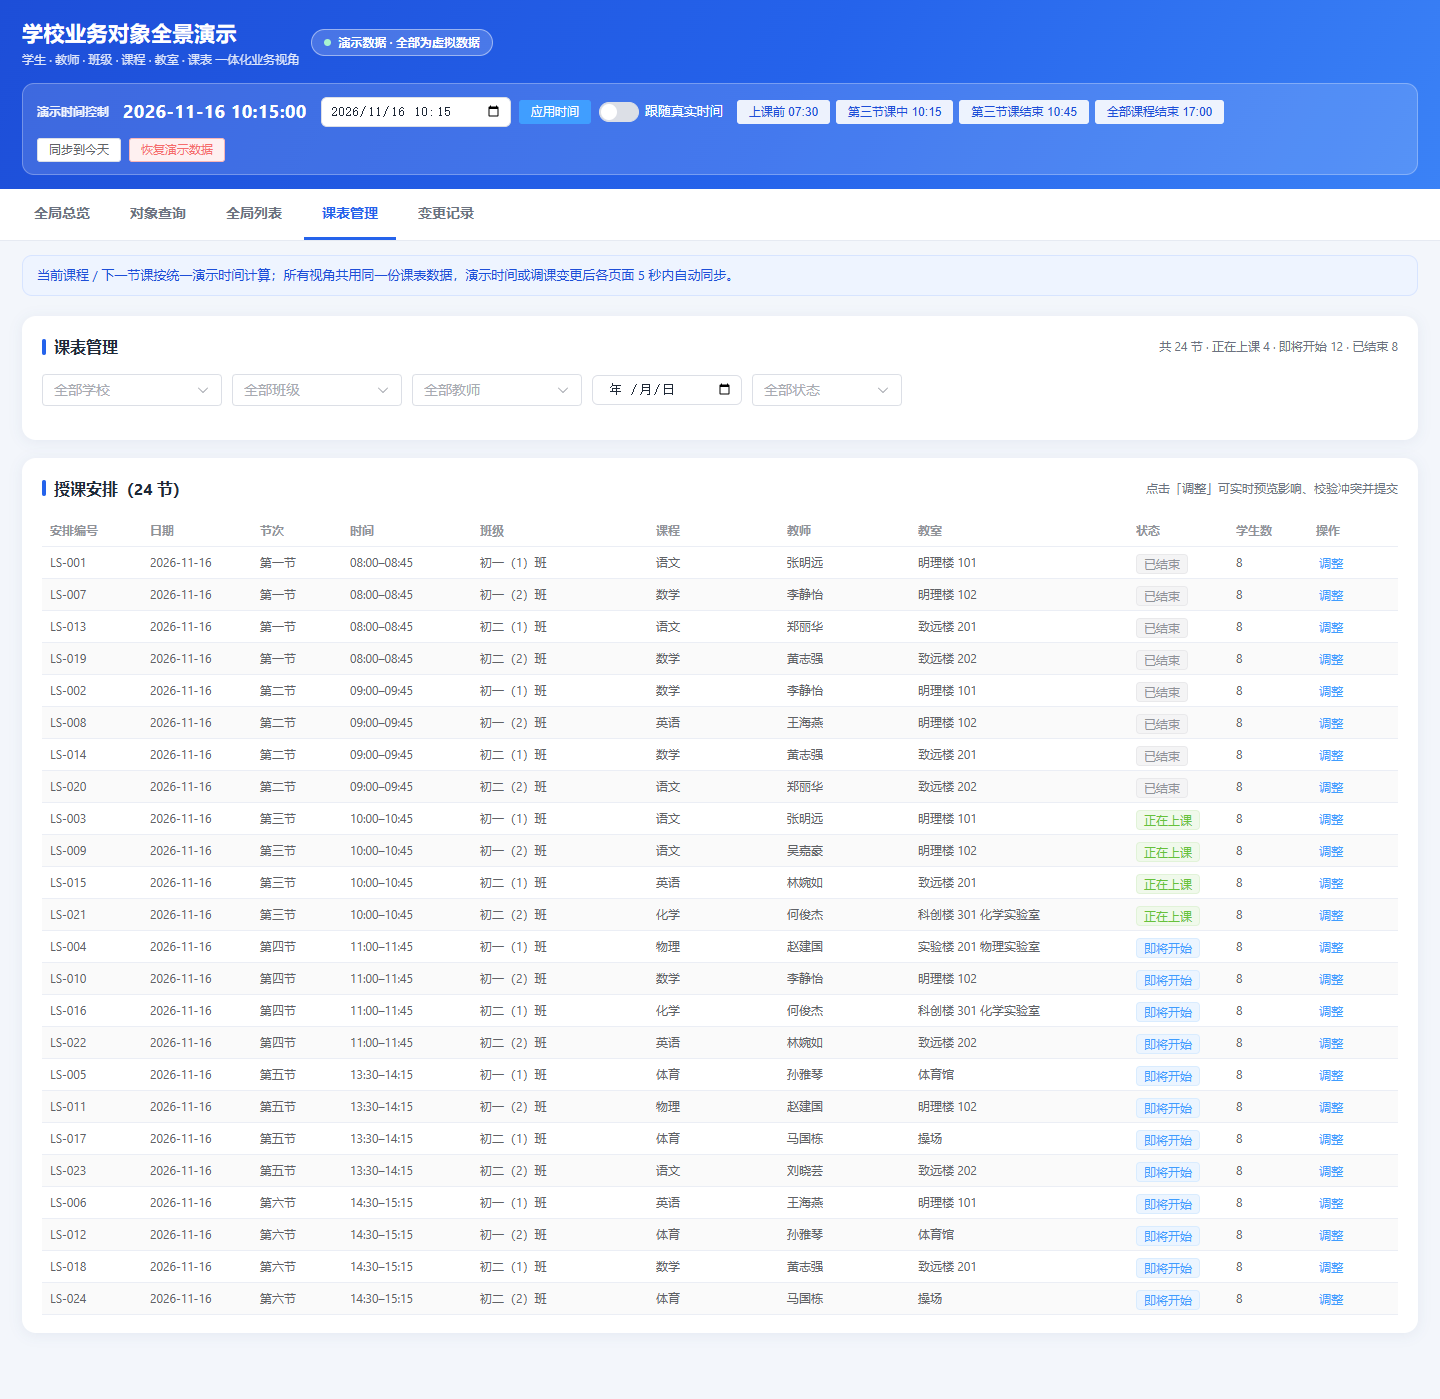 学校业务对象全景演示
学生 · 教师 · 班级 · 课程 · 教室 · 课表 一体化业务视角
演示数据 · 全部为虚拟数据
演示时间控制 2026-11-16 10:15:00 2026/11/16 10:15 应用时间 跟随真实时间 上课前 07:30 第三节课中 10:15 第三节课结束 10:45 全部课程结束 17:00
同步到今天 恢复演示数据
全局总览 对象查询 全局列表 课表管理 变更记录
当前课程 / 下一节课按统一演示时间计算；所有视角共用同一份课表数据，演示时间或调课变更后各页面 5 秒内自动同步。
课表管理 共 24 节 · 正在上课 4 · 即将开始 12 · 已结束 8
全部学校 全部班级 全部教师 年 /月/日 全部状态
授课安排（24 节） 点击「调整」可实时预览影响、校验冲突并提交
安排编号 日期 节次 时间 班级 课程 教师 教室 状态 学生数 操作
LS-001 2026-11-16 第一节 08:00–08:45 初一（1）班 语文 张明远 明理楼 101 已结束 8 调整
LS-007 2026-11-16 第一节 08:00–08:45 初一（2）班 数学 李静怡 明理楼 102 已结束 8 调整
LS-013 2026-11-16 第一节 08:00–08:45 初二（1）班 语文 郑丽华 致远楼 201 已结束 8 调整
LS-019 2026-11-16 第一节 08:00–08:45 初二（2）班 数学 黄志强 致远楼 202 已结束 8 调整
LS-002 2026-11-16 第二节 09:00–09:45 初一（1）班 数学 李静怡 明理楼 101 已结束 8 调整
LS-008 2026-11-16 第二节 09:00–09:45 初一（2）班 英语 王海燕 明理楼 102 已结束 8 调整
LS-014 2026-11-16 第二节 09:00–09:45 初二（1）班 数学 黄志强 致远楼 201 已结束 8 调整
LS-020 2026-11-16 第二节 09:00–09:45 初二（2）班 语文 郑丽华 致远楼 202 已结束 8 调整
LS-003 2026-11-16 第三节 10:00–10:45 初一（1）班 语文 张明远 明理楼 101 正在上课 8 调整
LS-009 2026-11-16 第三节 10:00–10:45 初一（2）班 语文 吴嘉豪 明理楼 102 正在上课 8 调整
LS-015 2026-11-16 第三节 10:00–10:45 初二（1）班 英语 林婉如 致远楼 201 正在上课 8 调整
LS-021 2026-11-16 第三节 10:00–10:45 初二（2）班 化学 何俊杰 科创楼 301 化学实验室 正在上课 8 调整
LS-004 2026-11-16 第四节 11:00–11:45 初一（1）班 物理 赵建国 实验楼 201 物理实验室 即将开始 8 调整
LS-010 2026-11-16 第四节 11:00–11:45 初一（2）班 数学 李静怡 明理楼 102 即将开始 8 调整
LS-016 2026-11-16 第四节 11:00–11:45 初二（1）班 化学 何俊杰 科创楼 301 化学实验室 即将开始 8 调整
LS-022 2026-11-16 第四节 11:00–11:45 初二（2）班 英语 林婉如 致远楼 202 即将开始 8 调整
LS-005 2026-11-16 第五节 13:30–14:15 初一（1）班 体育 孙雅琴 体育馆 即将开始 8 调整
LS-011 2026-11-16 第五节 13:30–14:15 初一（2）班 物理 赵建国 明理楼 102 即将开始 8 调整
LS-017 2026-11-16 第五节 13:30–14:15 初二（1）班 体育 马国栋 操场 即将开始 8 调整
LS-023 2026-11-16 第五节 13:30–14:15 初二（2）班 语文 刘晓芸 致远楼 202 即将开始 8 调整
LS-006 2026-11-16 第六节 14:30–15:15 初一（1）班 英语 王海燕 明理楼 101 即将开始 8 调整
LS-012 2026-11-16 第六节 14:30–15:15 初一（2）班 体育 孙雅琴 体育馆 即将开始 8 调整
LS-018 2026-11-16 第六节 14:30–15:15 初二（1）班 数学 黄志强 致远楼 201 即将开始 8 调整
LS-024 2026-11-16 第六节 14:30–15:15 初二（2）班 体育 马国栋 操场 即将开始 8 调整